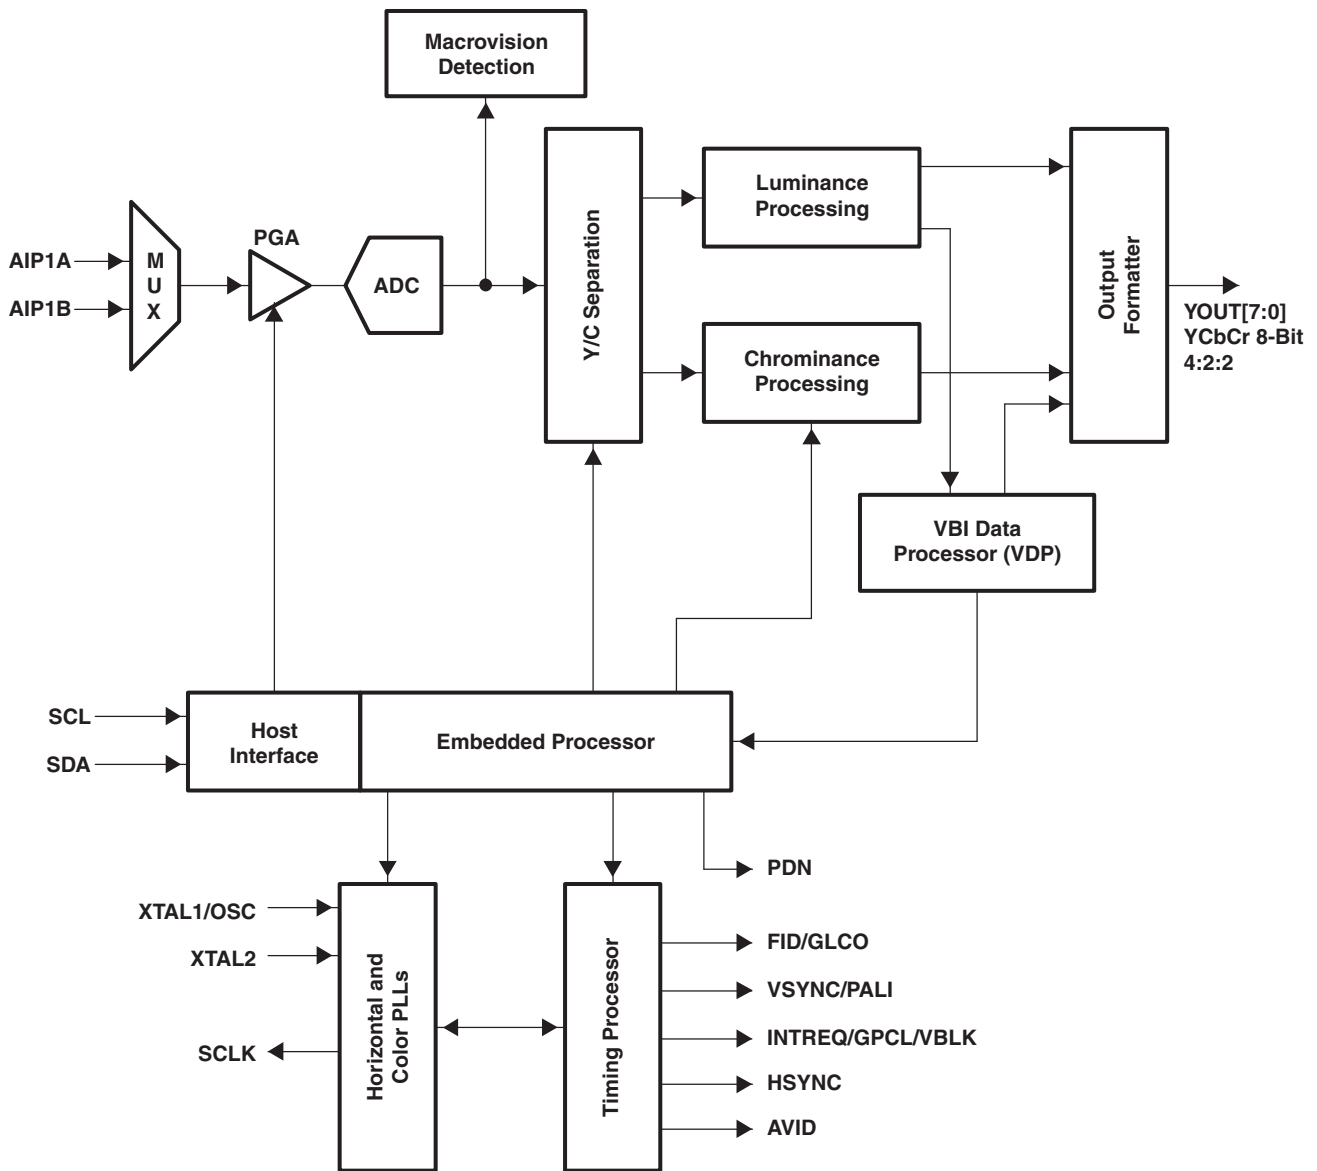 Macrovision
Detection
PGA
AIP1A
AIP1B
M
U
X
ADC
Y/C Separation
Luminance
Processing
Chrominance
Processing
Output
Formatter
YOUT[7:0]
YCbCr 8-Bit
4:2:2
VBI Data
Processor (VDP)
SCL
SDA
Host
Interface
Embedded Processor
XTAL1/OSC
XTAL2
SCLK
Horizontal and
Color PLLs
Timing Processor
PDN
FID/GLCO
VSYNC/PALI
INTREQ/GPCL/VBLK
HSYNC
AVID